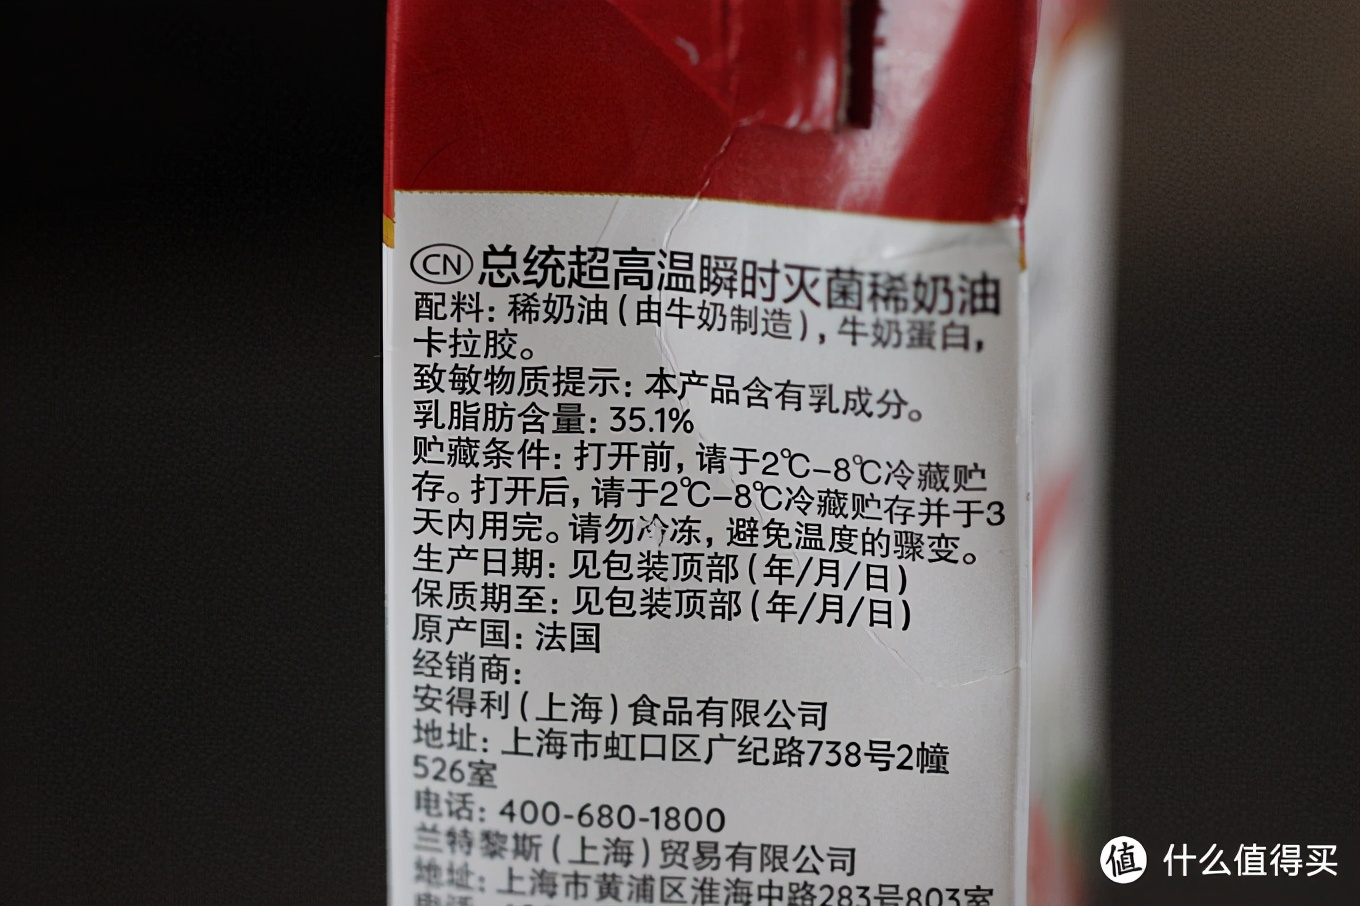 CN 总统超高温瞬时灭菌稀奶油
配料: 稀奶油(由牛奶制造), 牛奶蛋白,
卡拉胶。
致敏物质提示: 本产品含有乳成分。
乳脂肪含量: 35.1%
贮藏条件: 打开前, 请于2℃-8℃冷藏贮
存。打开后, 请于2℃-8℃冷藏贮存并于3
天内用完。请勿冷冻, 避免温度的骤变。
生产日期: 见包装顶部(年/月/日)
保质期至: 见包装顶部(年/月/日)
原产国: 法国
经销商:
安得利(上海)食品有限公司
地址: 上海市虹口区广纪路738号2幢
526室
电话: 400-680-1800
兰特黎斯(上海)贸易有限公司
地址: 上海市黄浦区淮海中路283号803室
电话:
值 什么值得买